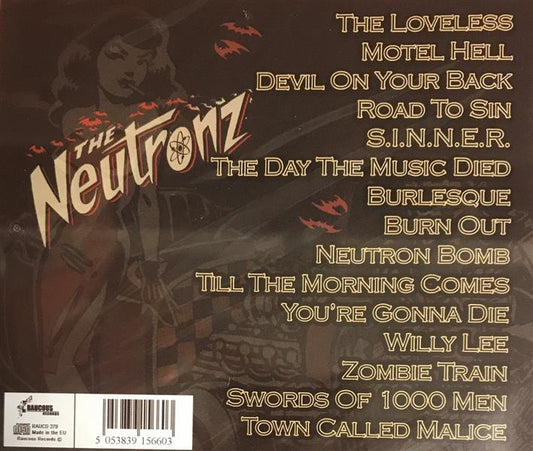 THE
Neutronz
THE LOVELESS
MOTEL HELL
DEVIL ON YOUR BACK
ROAD TO SIN
S.I.N.N.E.R.
THE DAY THE MUSIC DIED
BURLESQUE
BURN OUT
NEUTRON BOMB
TILL THE MORNING COMES
YOU'RE GONNA DIE
WILLY LEE
ZOMBIE TRAIN
SWORDS OF 1000 MEN
TOWN CALLED MALICE
RAUCOUS
RECORDS
RAUCD 279
Made in the EU
Raucous Records ©
5 053839 156603